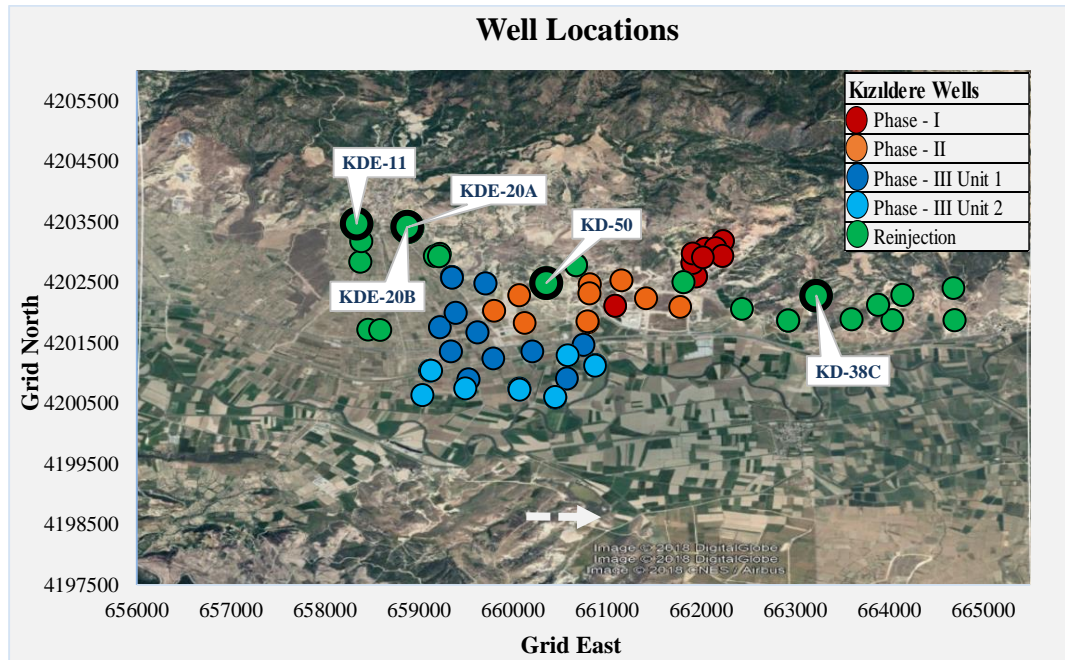 Well Locations
Kızıldere Wells
Phase - I
Phase - II
Phase - III Unit 1
Phase - III Unit 2
Reinjection
KDE-11
KDE-20A
KD-50
KDE-20B
KD-38C
Grid North
4205500
4204500
4203500
4202500
4201500
4200500
4199500
4198500
4197500
Image © 2018 DigitalGlobe
Image © 2018 DigitalGlobe
Image © 2018 CNES / Airbus
656000 657000 658000 659000 660000 661000 662000 663000 664000 665000
Grid East